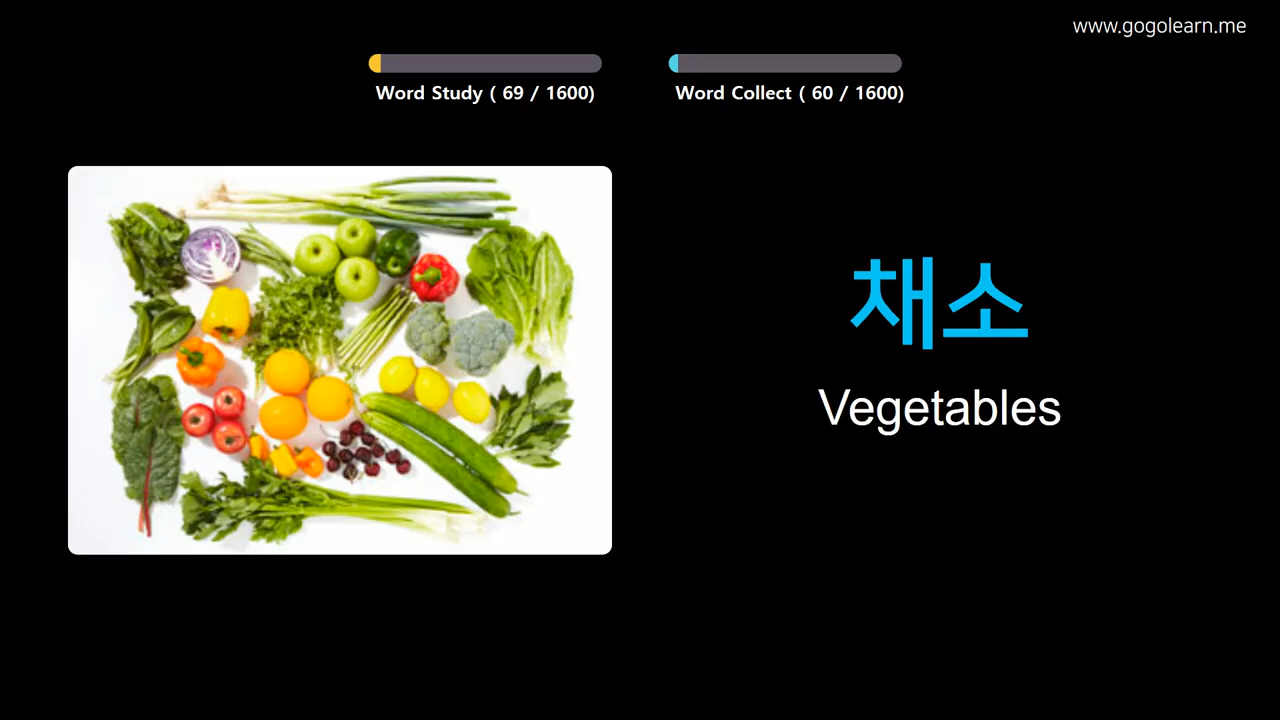 www.gogolearn.me
Word Study ( 69 / 1600)
Word Collect ( 60 / 1600)
채소
Vegetables